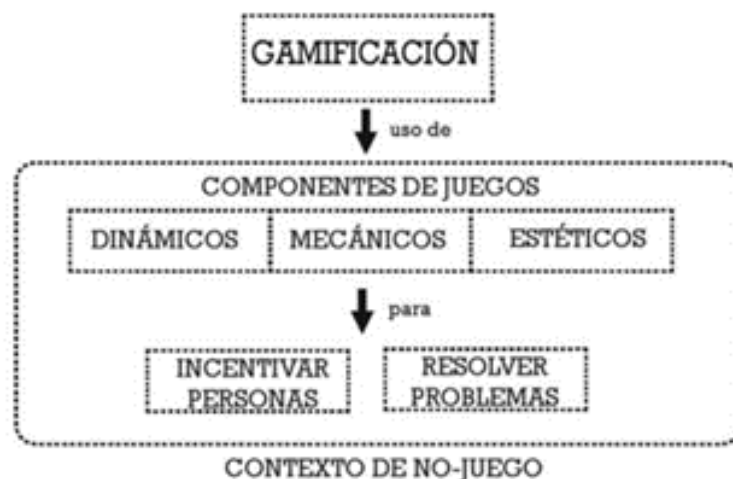 GAMIFICACIÓN
uso de
COMPONENTES DE JUEGOS
DINÁMICOS MECÁNICOS ESTÉTICOS
para
INCENTIVAR
PERSONAS
RESOLVER
PROBLEMAS
CONTEXTO DE NO-JUEGO